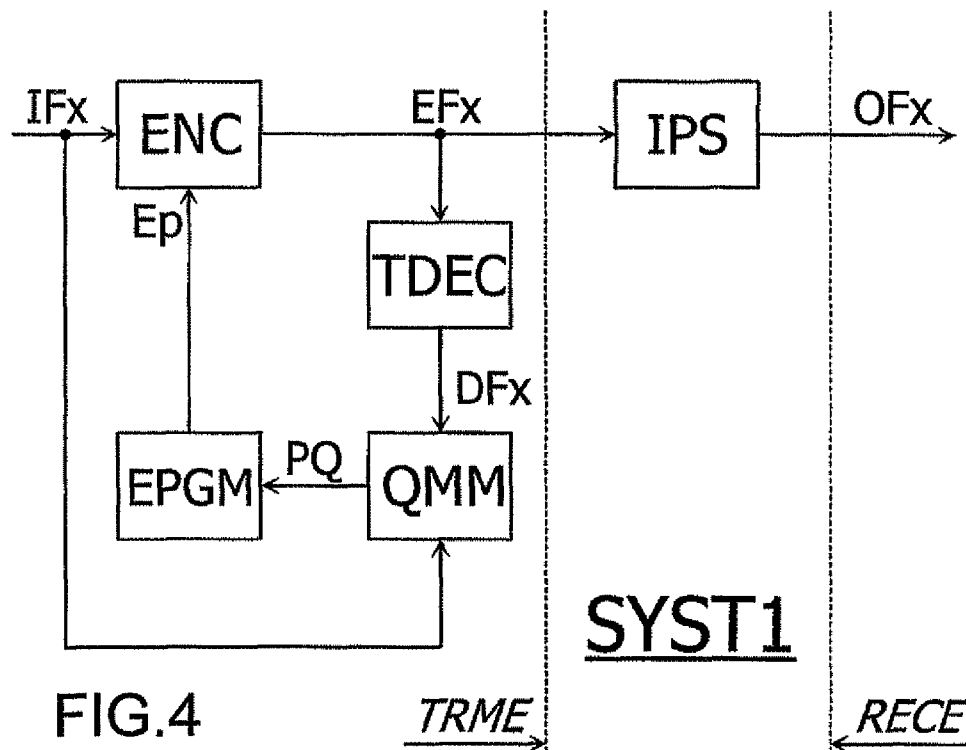 IFx
ENC
EFx
IPS
OFx
Ep
TDEC
DFx
EPGM
PQ
QMM
SYST1
FIG.4
TRME
RECE